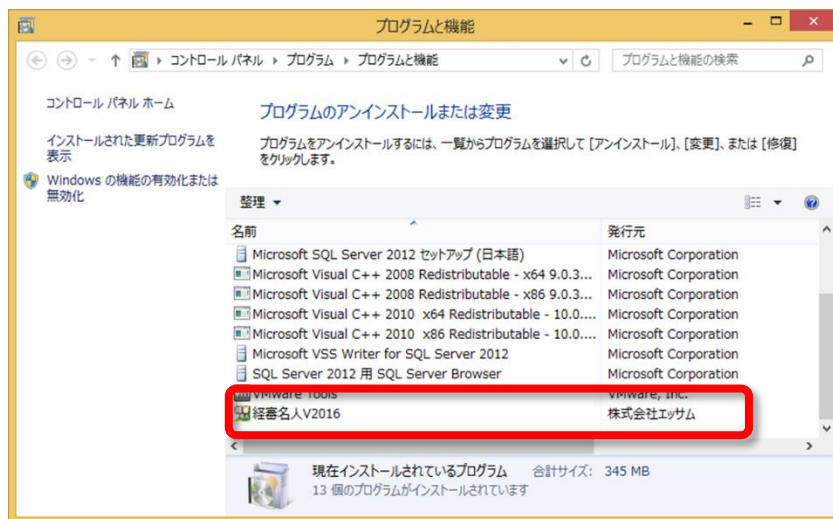 プログラムと機能
コントロール パネル ▸ プログラム ▸ プログラムと機能
プログラムと機能の検索
コントロール パネル ホーム
インストールされた更新プログラムを
表示
Windows の機能の有効化または
無効化
プログラムのアンインストールまたは変更
プログラムをアンインストールするには、一覧からプログラムを選択して [アンインストール]、[変更]、または [修復]
をクリックします。
整理
名前 発行元
Microsoft SQL Server 2012 セットアップ (日本語) Microsoft Corporation
Microsoft Visual C++ 2008 Redistributable - x64 9.0.3... Microsoft Corporation
Microsoft Visual C++ 2008 Redistributable - x86 9.0.3... Microsoft Corporation
Microsoft Visual C++ 2010 x64 Redistributable - 10.0.... Microsoft Corporation
Microsoft Visual C++ 2010 x86 Redistributable - 10.0.... Microsoft Corporation
Microsoft VSS Writer for SQL Server 2012 Microsoft Corporation
SQL Server 2012 用 SQL Server Browser Microsoft Corporation
VMware Tools VMware, Inc.
経審名人V2016 株式会社エッサム
現在インストールされているプログラム 合計サイズ: 345 MB
13 個のプログラムがインストールされています